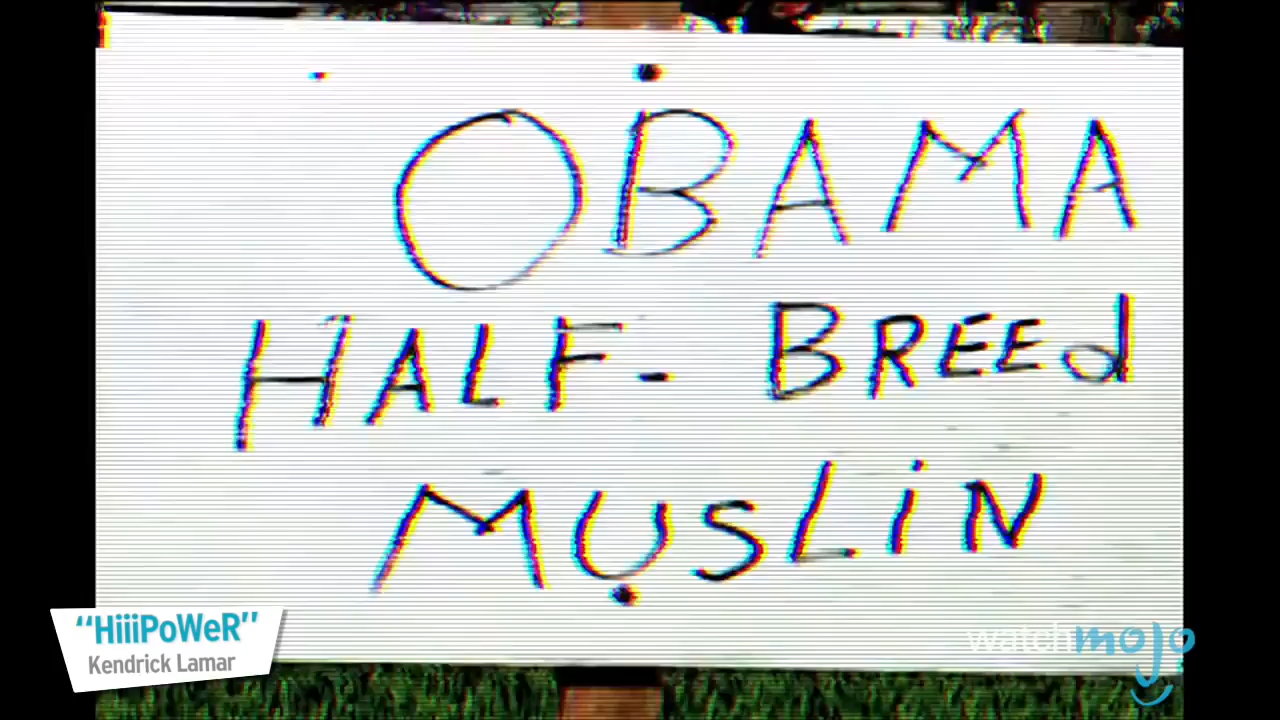 OBAMA
HALF-BREEd
MUSLiN
"HiiiPoWeR"
Kendrick Lamar
watchmojo